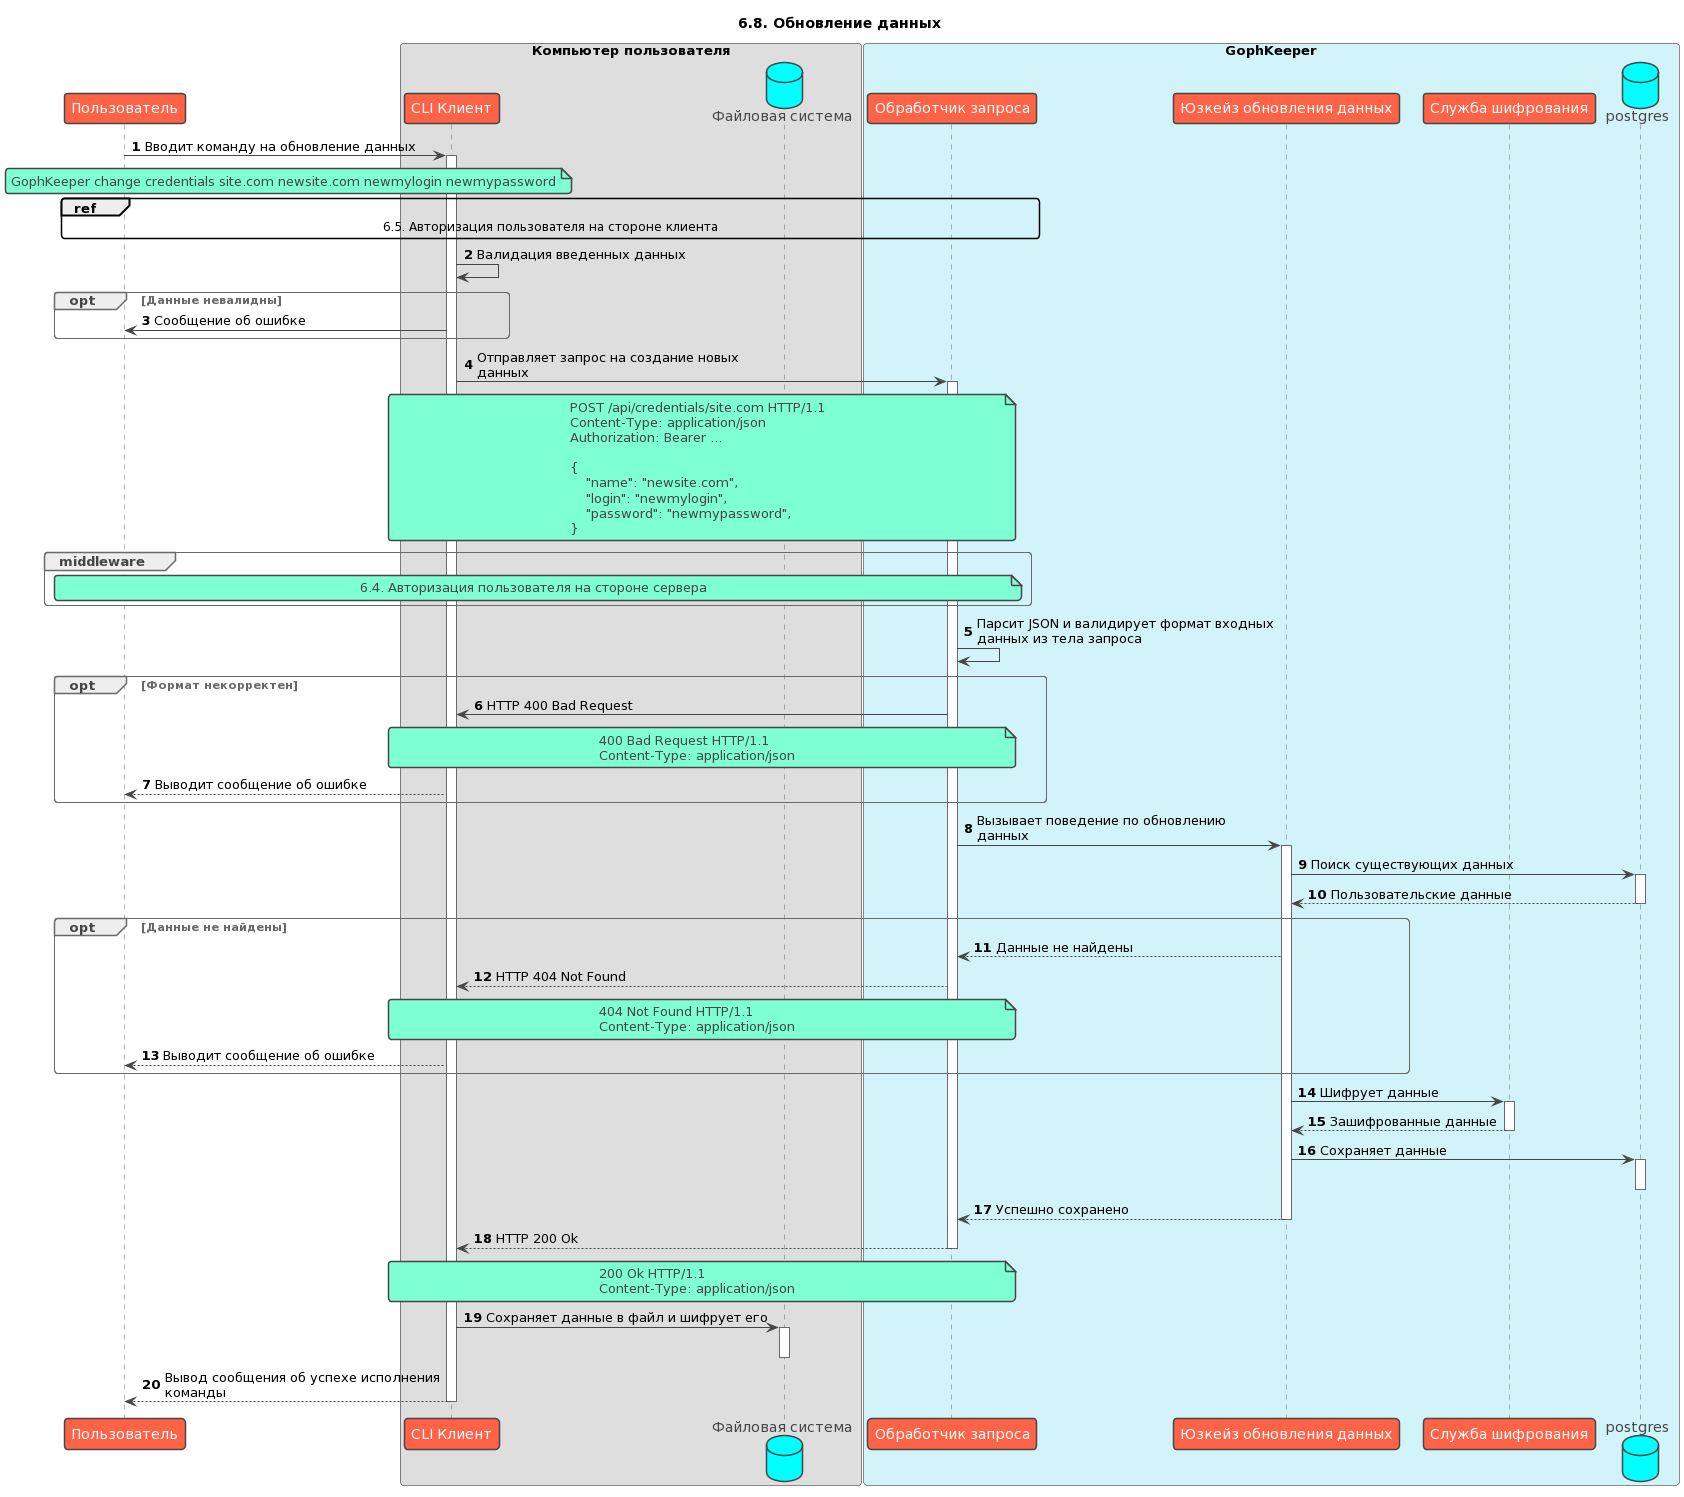 6.8. Обновление данных
Компьютер пользователя
GophKeeper
Пользователь
CLI Клиент
Файловая система
Обработчик запроса
Юзкейз обновления данных
Служба шифрования
postgres
1 Вводит команду на обновление данных
GophKeeper change credentials site.com newsite.com newmylogin newmypassword
ref
6.5. Авторизация пользователя на стороне клиента
2 Валидация введенных данных
opt [Данные невалидны]
3 Сообщение об ошибке
4 Отправляет запрос на создание новых
данных
POST /api/credentials/site.com HTTP/1.1
Content-Type: application/json
Authorization: Bearer ...
{
"name": "newsite.com",
"login": "newmylogin",
"password": "newmypassword",
}
middleware
6.4. Авторизация пользователя на стороне сервера
5 Парсит JSON и валидирует формат входных
данных из тела запроса
opt [Формат некорректен]
6 HTTP 400 Bad Request
400 Bad Request HTTP/1.1
Content-Type: application/json
7 Выводит сообщение об ошибке
8 Вызывает поведение по обновлению
данных
9 Поиск существующих данных
10 Пользовательские данные
opt [Данные не найдены]
11 Данные не найдены
12 HTTP 404 Not Found
404 Not Found HTTP/1.1
Content-Type: application/json
13 Выводит сообщение об ошибке
14 Шифрует данные
15 Зашифрованные данные
16 Сохраняет данные
17 Успешно сохранено
18 HTTP 200 Ok
200 Ok HTTP/1.1
Content-Type: application/json
19 Сохраняет данные в файл и шифрует его
20 Вывод сообщения об успехе исполнения
команды
Пользователь
CLI Клиент
Файловая система
Обработчик запроса
Юзкейз обновления данных
Служба шифрования
postgres